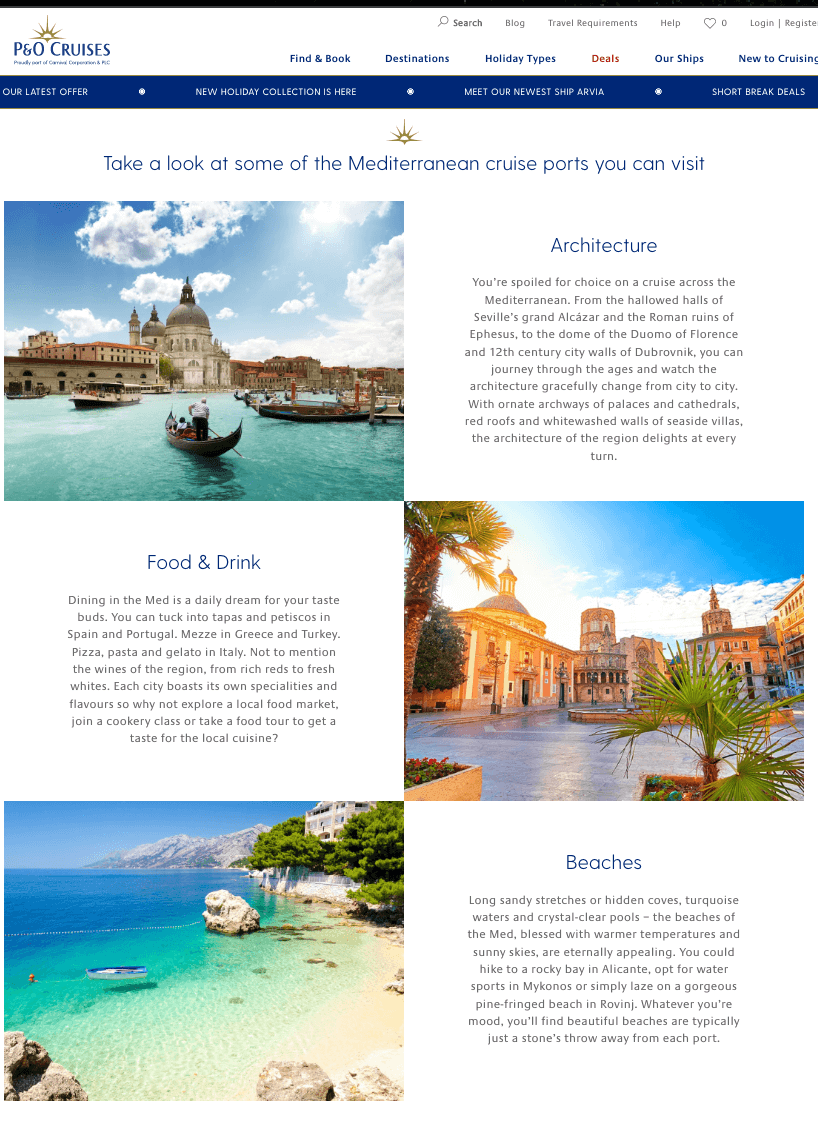 Search
Blog
Travel Requirements
Help
0
Login | Registe
P&O CRUISES
Proudly part of Carnival Corporation & PLC
Find & Book
Destinations
Holiday Types
Deals
Our Ships
New to Cruising
OUR LATEST OFFER
NEW HOLIDAY COLLECTION IS HERE
MEET OUR NEWEST SHIP ARVIA
SHORT BREAK DEALS
Take a look at some of the Mediterranean cruise ports you can visit
Architecture
You're spoiled for choice on a cruise across the
Mediterranean. From the hallowed halls of
Seville's grand Alcázar and the Roman ruins of
Ephesus, to the dome of the Duomo of Florence
and 12th century city walls of Dubrovnik, you can
journey through the ages and watch the
architecture gracefully change from city to city.
With ornate archways of palaces and cathedrals,
red roofs and whitewashed walls of seaside villas,
the architecture of the region delights at every
turn.
Food & Drink
Dining in the Med is a daily dream for your taste
buds. You can tuck into tapas and petiscos in
Spain and Portugal. Mezze in Greece and Turkey.
Pizza, pasta and gelato in Italy. Not to mention
the wines of the region, from rich reds to fresh
whites. Each city boasts its own specialities and
flavours so why not explore a local food market,
join a cookery class or take a food tour to get a
taste for the local cuisine?
Beaches
Long sandy stretches or hidden coves, turquoise
waters and crystal-clear pools – the beaches of
the Med, blessed with warmer temperatures and
sunny skies, are eternally appealing. You could
hike to a rocky bay in Alicante, opt for water
sports in Mykonos or simply laze on a gorgeous
pine-fringed beach in Rovinj. Whatever you're
mood, you'll find beautiful beaches are typically
just a stone's throw away from each port.